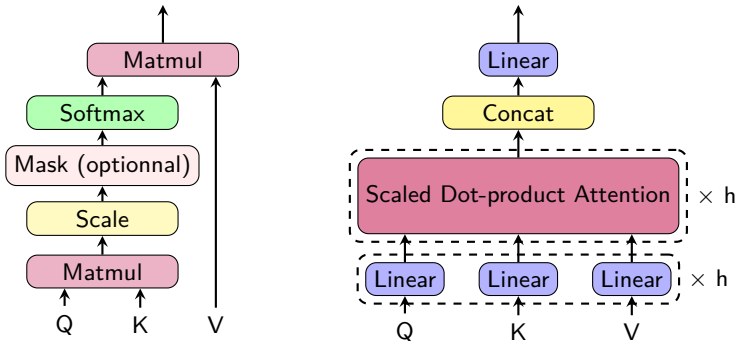 Matmul
Softmax
Mask (optionnal)
Scale
Matmul
Q K V
Linear
Concat
Scaled Dot-product Attention
× h
Linear Linear Linear
× h
Q K V